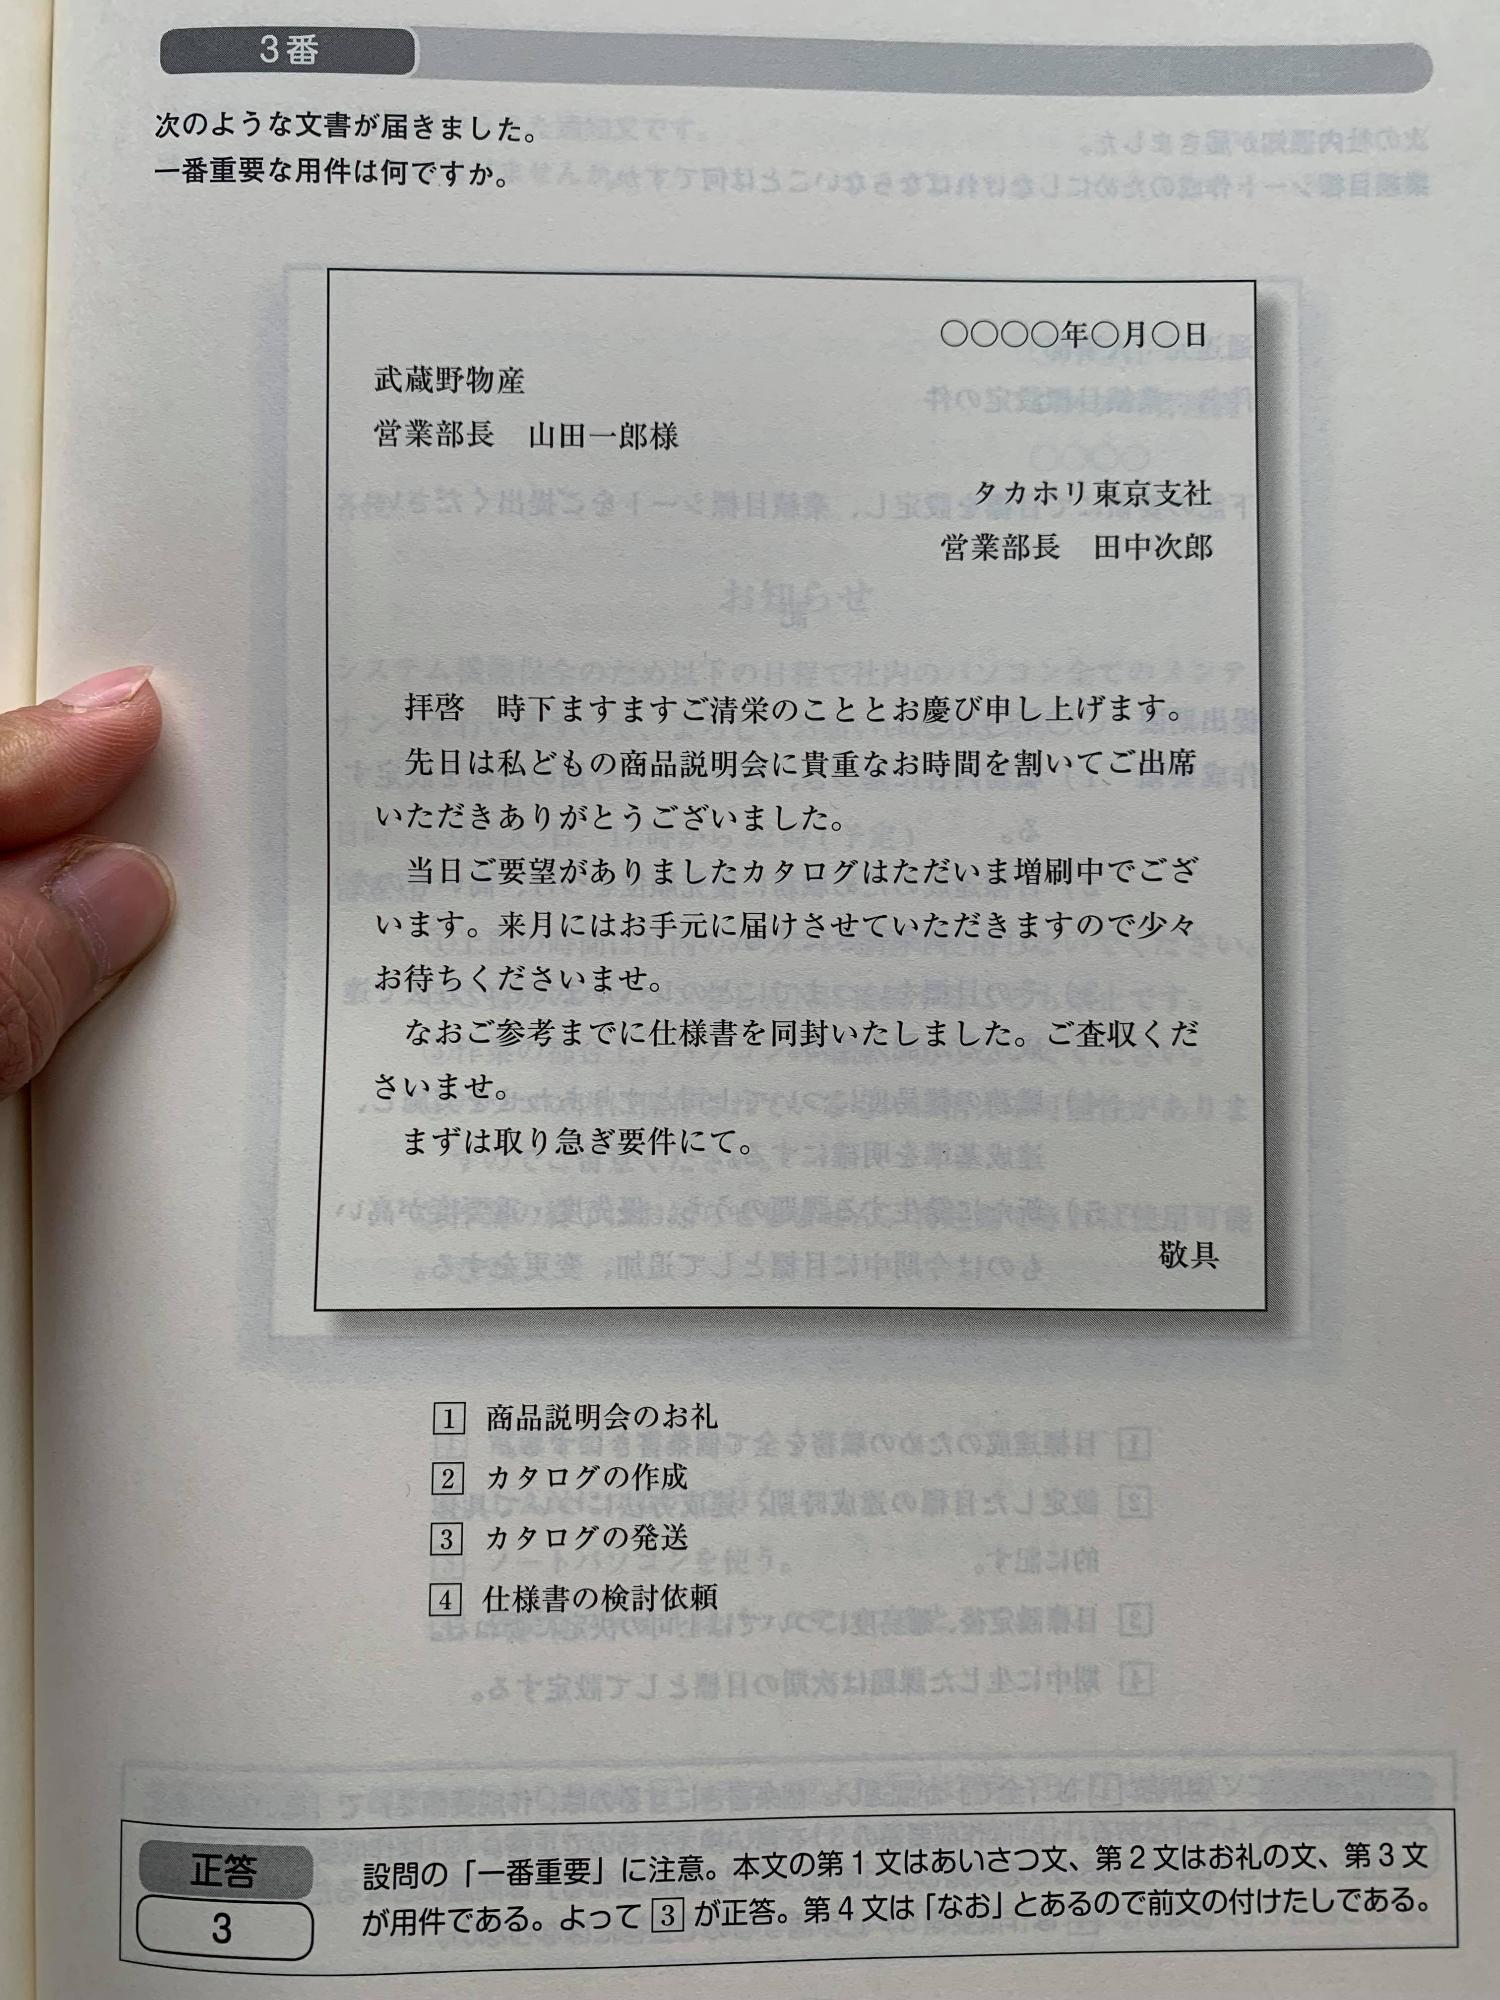 3番
次のような文書が届きました。
一番重要な用件は何ですか。
〇〇〇〇年〇月〇日
武蔵野物産
営業部長　山田一郎様
タカホリ東京支社
営業部長　田中次郎
拝啓　時下ますますご清栄のこととお慶び申し上げます。
先日は私どもの商品説明会に貴重なお時間を割いてご出席
いただきありがとうございました。
当日ご要望がありましたカタログはただいま増刷中でござ
います。来月にはお手元に届けさせていただきますので少々
お待ちくださいませ。
なおご参考までに仕様書を同封いたしました。ご査収くだ
さいませ。
まずは取り急ぎ要件にて。
敬具
1 商品説明会のお礼
2 カタログの作成
3 カタログの発送
4 仕様書の検討依頼
正答
3
設問の「一番重要」に注意。本文の第1文はあいさつ文、第2文はお礼の文、第3文
が用件である。よって3が正答。第4文は「なお」とあるので前文の付けたしである。